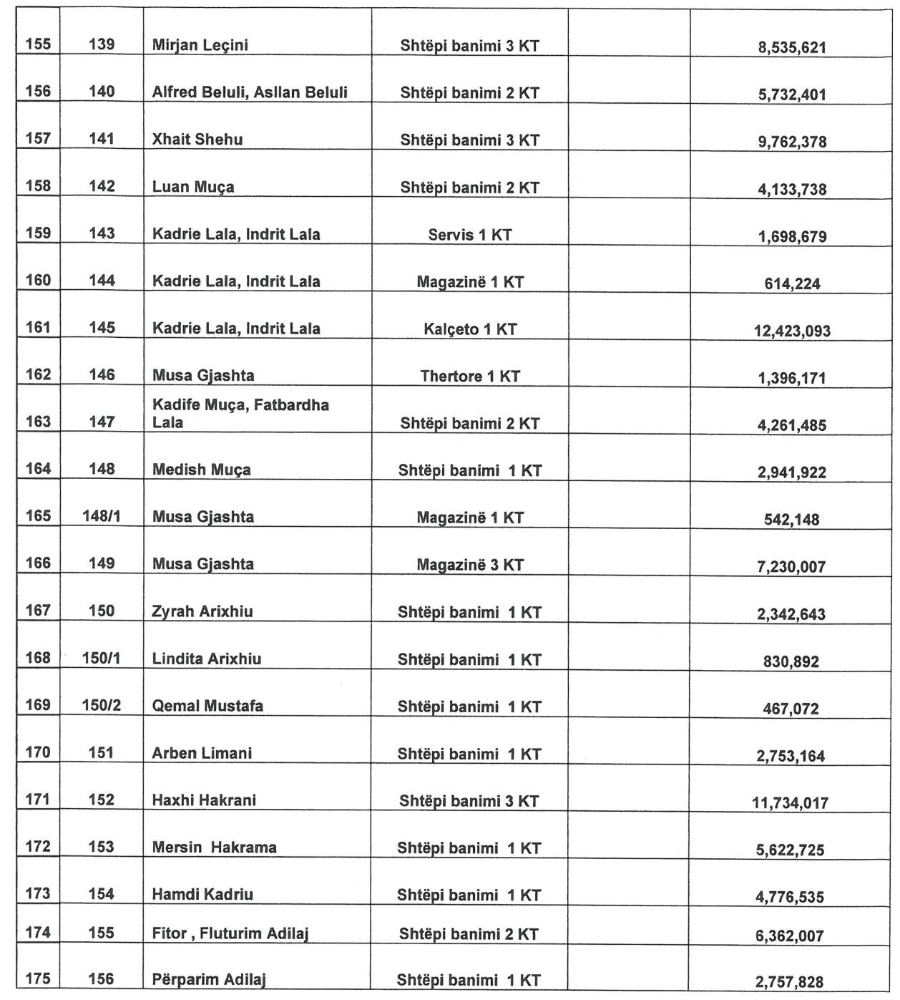 155 139 Mirjan Leçini Shtëpi banimi 3 KT 8,535,621
156 140 Alfred Beluli, Asllan Beluli Shtëpi banimi 2 KT 5,732,401
157 141 Xhait Shehu Shtëpi banimi 3 KT 9,762,378
158 142 Luan Muça Shtëpi banimi 2 KT 4,133,738
159 143 Kadrie Lala, Indrit Lala Servis 1 KT 1,698,679
160 144 Kadrie Lala, Indrit Lala Magazinë 1 KT 614,224
161 145 Kadrie Lala, Indrit Lala Kalçeto 1 KT 12,423,093
162 146 Musa Gjashta Thertore 1 KT 1,396,171
Kadife Muça, Fatbardha
163 147 Lala Shtëpi banimi 2 KT 4,261,485
164 148 Medish Muça Shtëpi banimi 1 KT 2,941,922
165 148/1 Musa Gjashta Magazinë 1 KT 542,148
166 149 Musa Gjashta Magazinë 3 KT 7,230,007
167 150 Zyrah Arixhiu Shtëpi banimi 1 KT 2,342,643
168 150/1 Lindita Arixhiu Shtëpi banimi 1 KT 830,892
169 150/2 Qemal Mustafa Shtëpi banimi 1 KT 467,072
170 151 Arben Limani Shtëpi banimi 1 KT 2,753,164
171 152 Haxhi Hakrani Shtëpi banimi 3 KT 11,734,017
172 153 Mersin Hakrama Shtëpi banimi 1 KT 5,622,725
173 154 Hamdi Kadriu Shtëpi banimi 1 KT 4,776,535
174 155 Fitor , Fluturim Adilaj Shtëpi banimi 2 KT 6,362,007
175 156 Përparim Adilaj Shtëpi banimi 1 KT 2,757,828